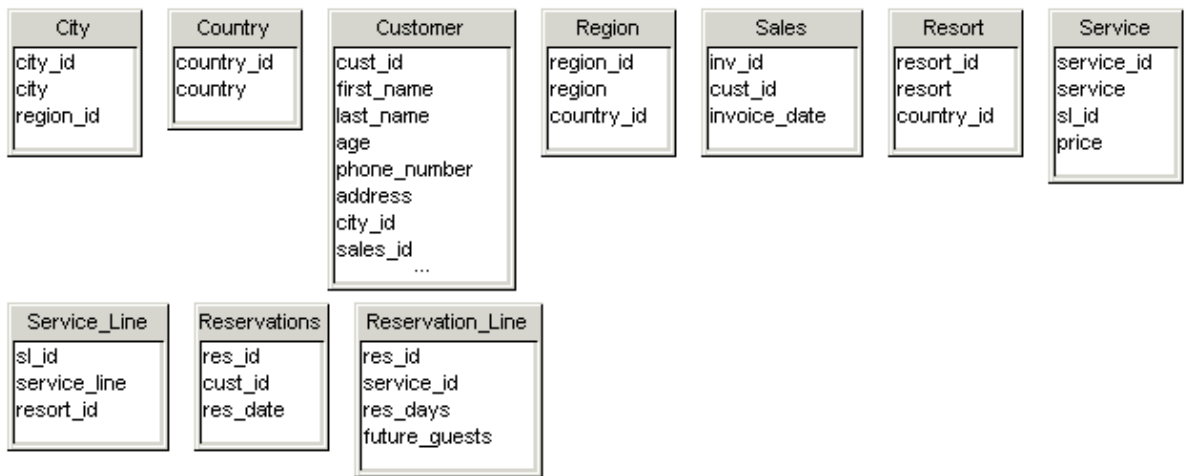 City
city_id
city
region_id
Country
country_id
country
Customer
cust_id
first_name
last_name
age
phone_number
address
city_id
sales_id
...
Region
region_id
region
country_id
Sales
inv_id
cust_id
invoice_date
Resort
resort_id
resort
country_id
Service
service_id
service
sl_id
price
Service_Line
sl_id
service_line
resort_id
Reservations
res_id
cust_id
res_date
Reservation_Line
res_id
service_id
res_days
future_guests